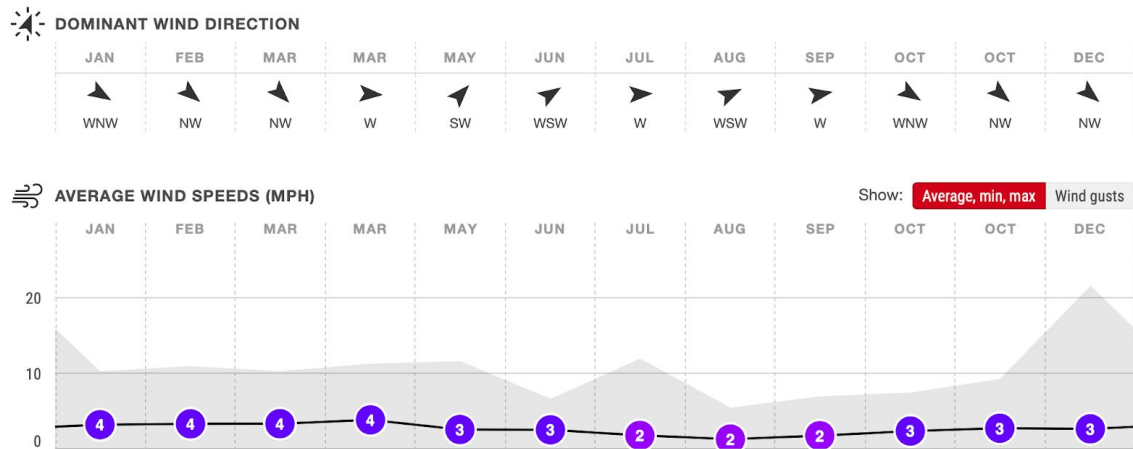 DOMINANT WIND DIRECTION
JAN FEB MAR MAR MAY JUN JUL AUG SEP OCT OCT DEC
WNW NW NW W SW WSW W WSW W WNW NW NW
AVERAGE WIND SPEEDS (MPH) Show: Average, min, max Wind gusts
JAN FEB MAR MAR MAY JUN JUL AUG SEP OCT OCT DEC
20
10
4 4 4 4 3 3 2 2 2 3 3 3
0